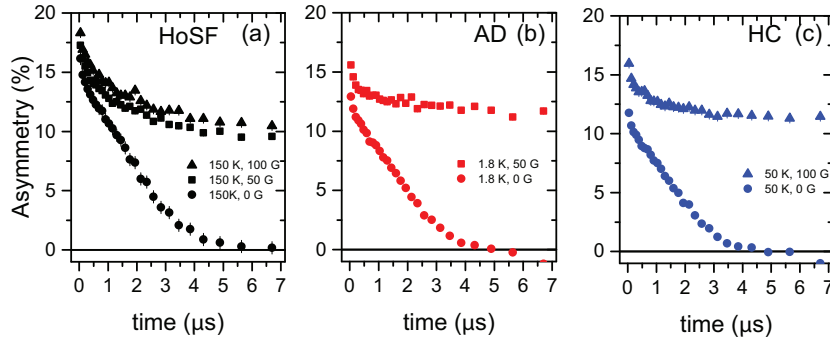 HoSF (a)
AD (b)
HC (c)
Asymmetry (%)
20
15
10
5
0
150 K, 100 G
150 K, 50 G
150K, 0 G
0 1 2 3 4 5 6 7
time (µs)
20
15
10
5
0
1.8 K, 50 G
1.8 K, 0 G
0 1 2 3 4 5 6 7
time (µs)
20
15
10
5
0
50 K, 100 G
50 K, 0 G
0 1 2 3 4 5 6 7
time (µs)